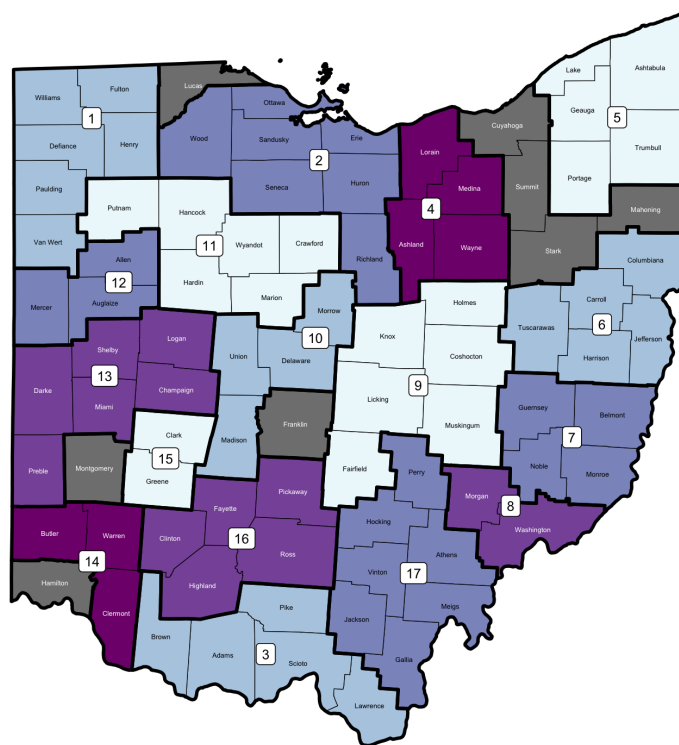 Lake
Ashtabula
Lucas
Fulton
Williams
Ottawa
Geauga
1
5
Cuyahoga
Wood
Sandusky
Erie
Defiance
Henry
Lorain
Trumbull
2
Portage
Paulding
Seneca
Huron
Medina
Summit
4
Putnam
Hancock
Mahoning
Van Wert
11
Wyandot
Crawford
Ashland
Wayne
Stark
Allen
Richland
Columbiana
12
Hardin
Marion
Carroll
Mercer
Auglaize
Holmes
Morrow
6
Tuscarawas
Logan
Knox
10
Jefferson
Shelby
Union
Delaware
Coshocton
Harrison
Darke
13
9
Champaign
Licking
Miami
Guernsey
Belmont
Muskingum
Franklin
7
Clark
Madison
15
Preble
Montgomery
Fairfield
Noble
Monroe
Greene
Perry
Pickaway
Morgan
8
Fayette
Butler
Warren
Hocking
Washington
Clinton
16
Ross
Athens
14
Vinton
17
Hamilton
Highland
Meigs
Clermont
Pike
Jackson
Brown
3
Adams
Scioto
Gallia
Lawrence